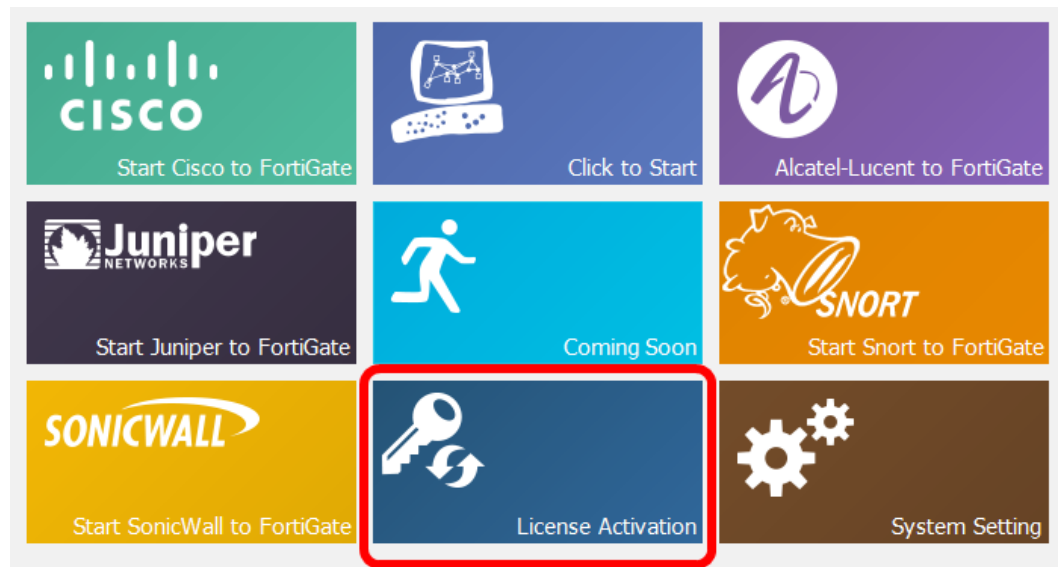 CISCO
Start Cisco to FortiGate
Click to Start
Alcatel-Lucent to FortiGate
Juniper
NETWORKS
Start Juniper to FortiGate
Coming Soon
SNORT
Start Snort to FortiGate
SONICWALL
Start SonicWall to FortiGate
License Activation
System Setting